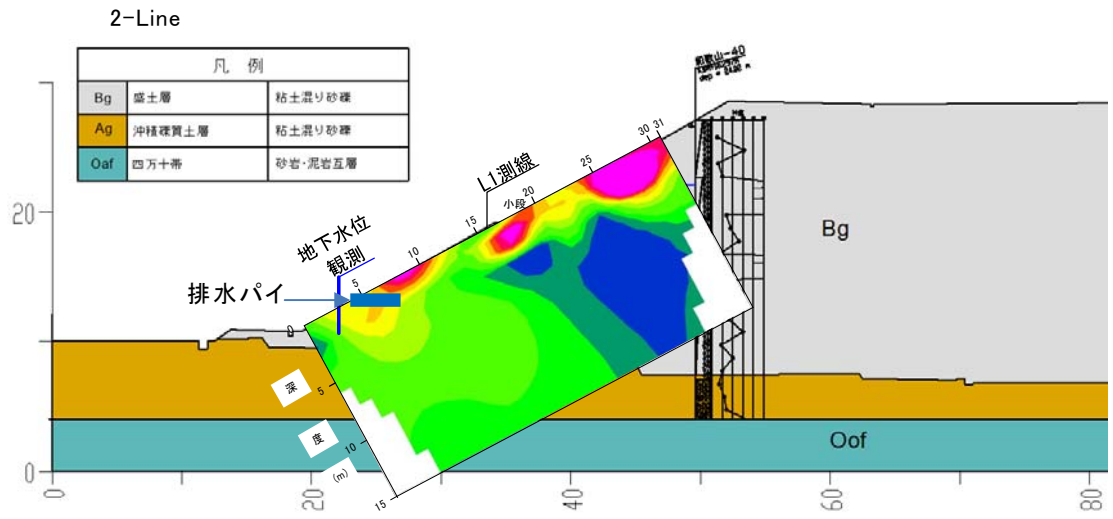 2-Line
凡 例
Bg 盛土層 粘土混り砂礫
Ag 沖積礫質土層 粘土混り砂礫
Oaf 四万十帯 砂岩・泥岩互層
和歌山-40
30 31
25
L1測線
小段 20
15
地下水位
観測
10
5
排水パイ
0
20
Bg
深
5
度
10
(m)
15
Oof
0
0 20 40 60 80